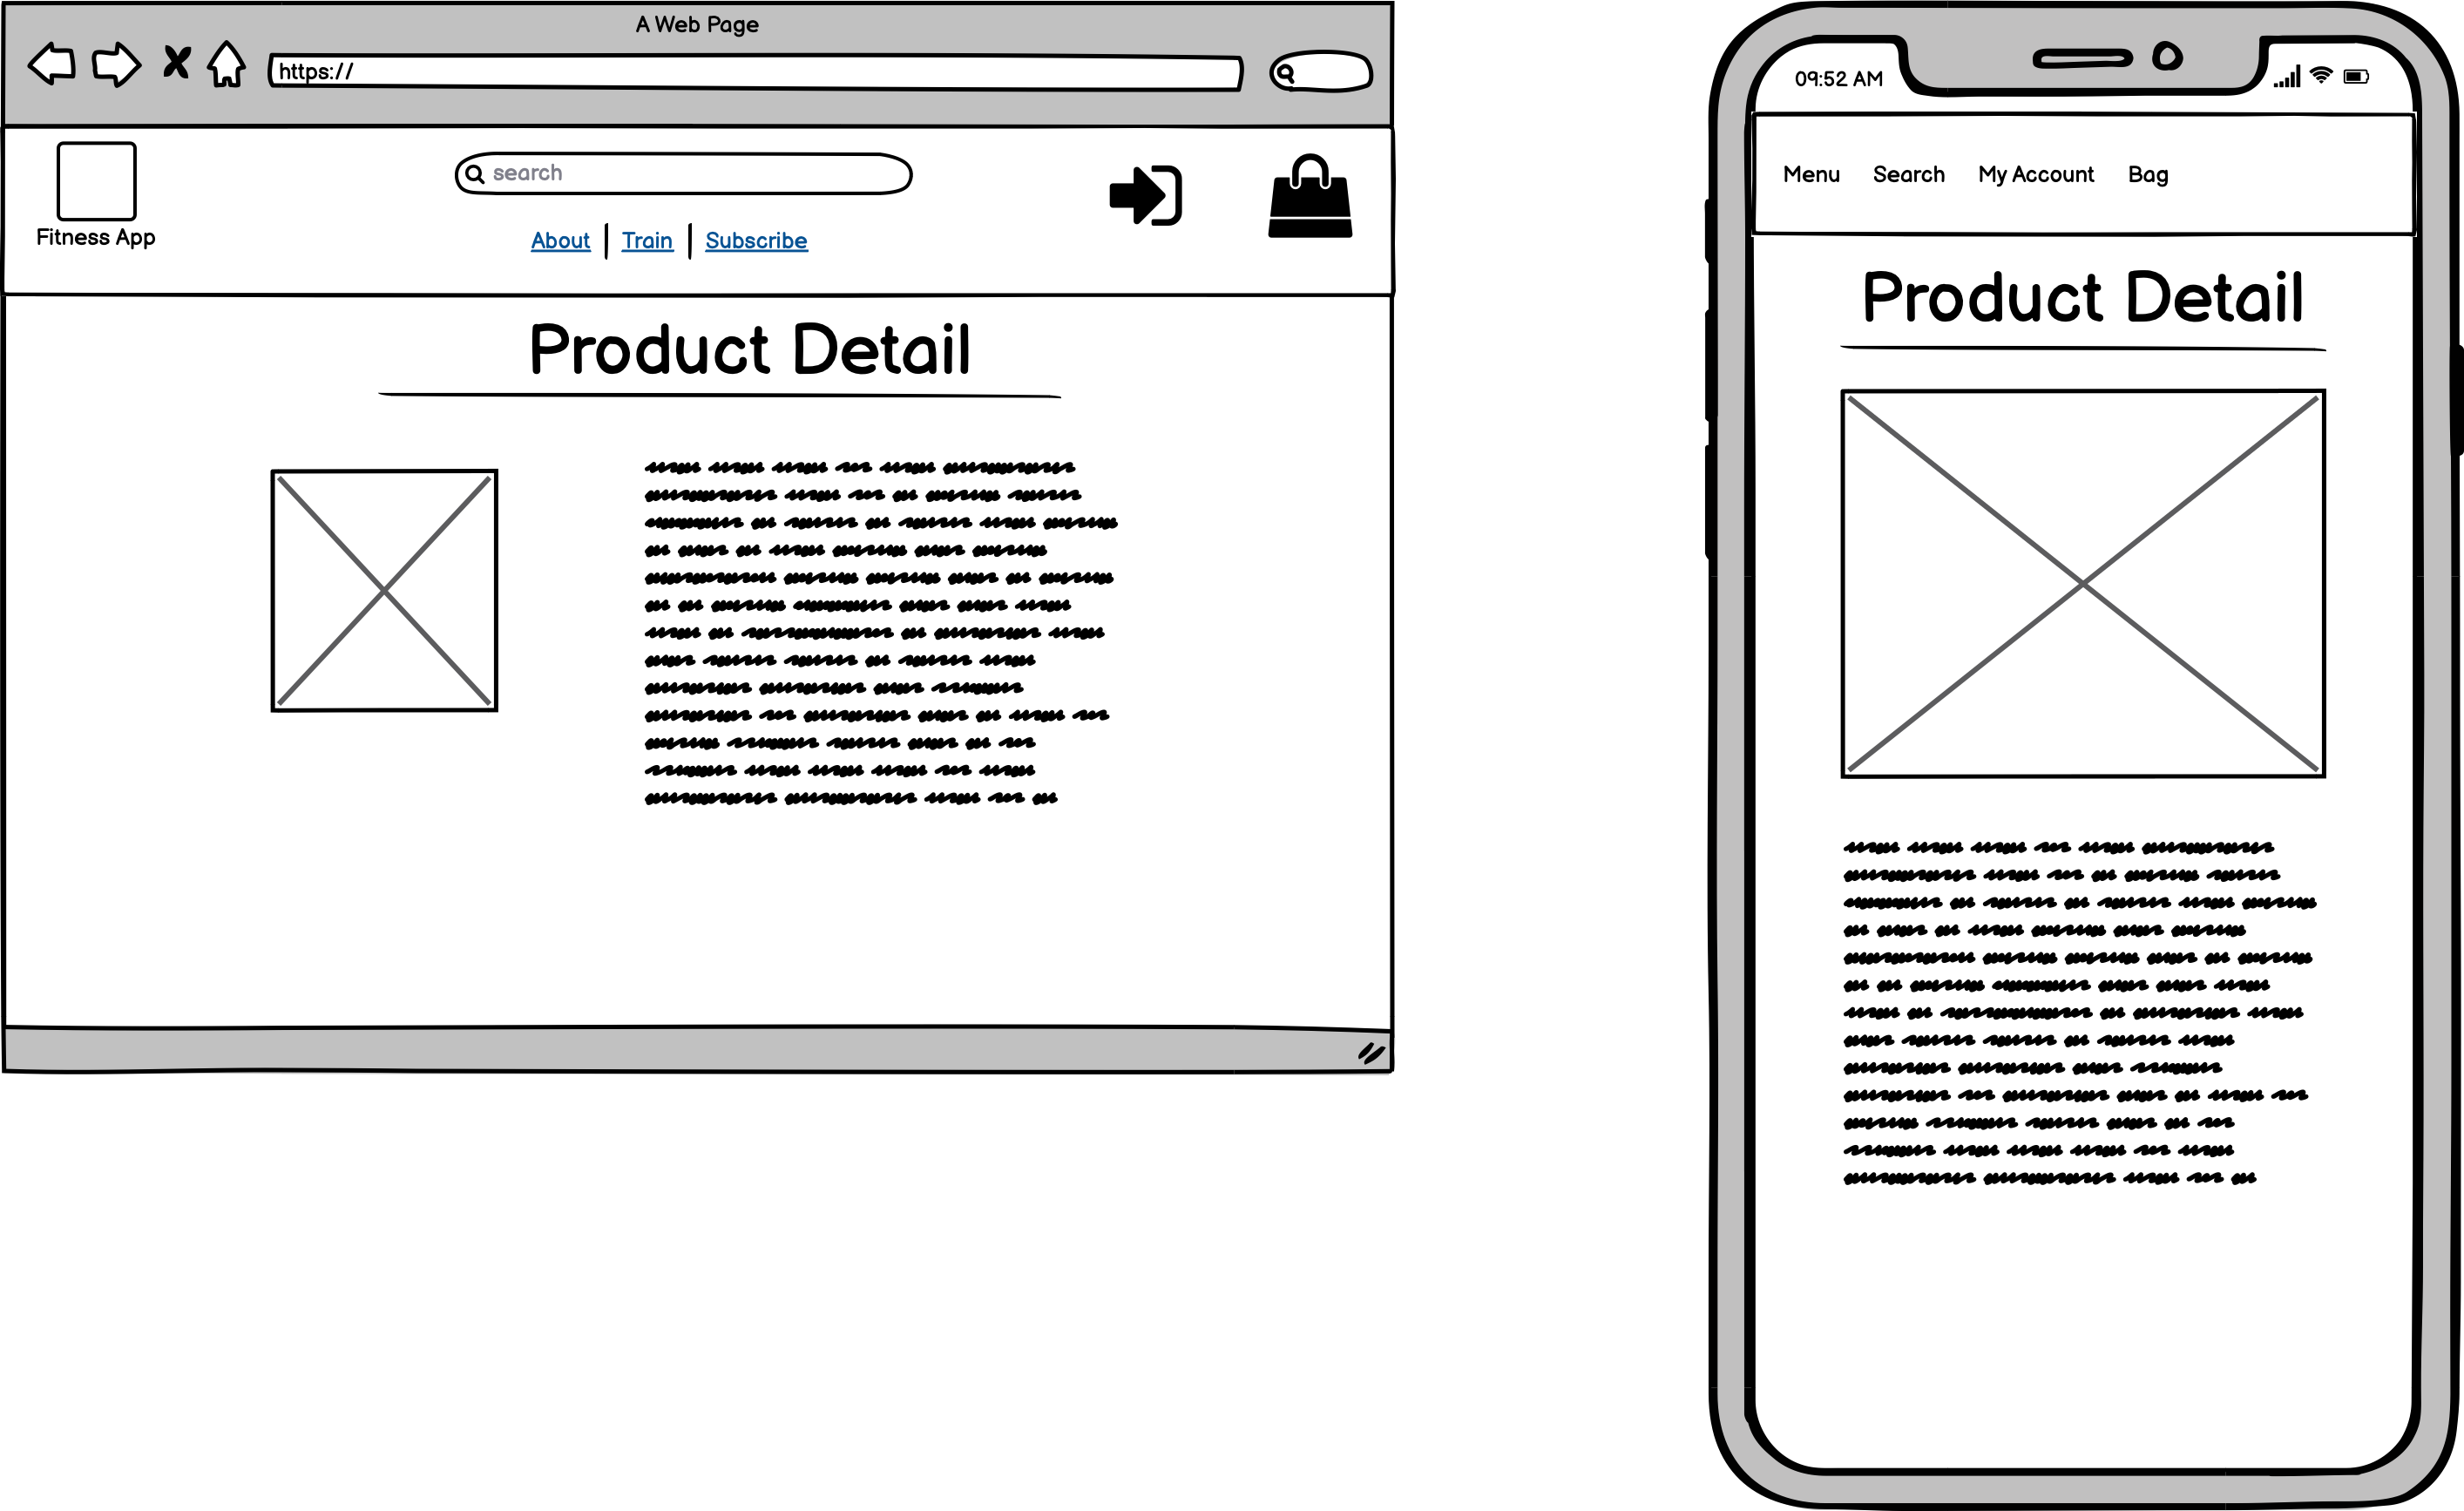 A Web Page
https://
search
Fitness App
About | Train | Subscribe
Product Detail
09:52 AM
Menu Search My Account Bag
Product Detail